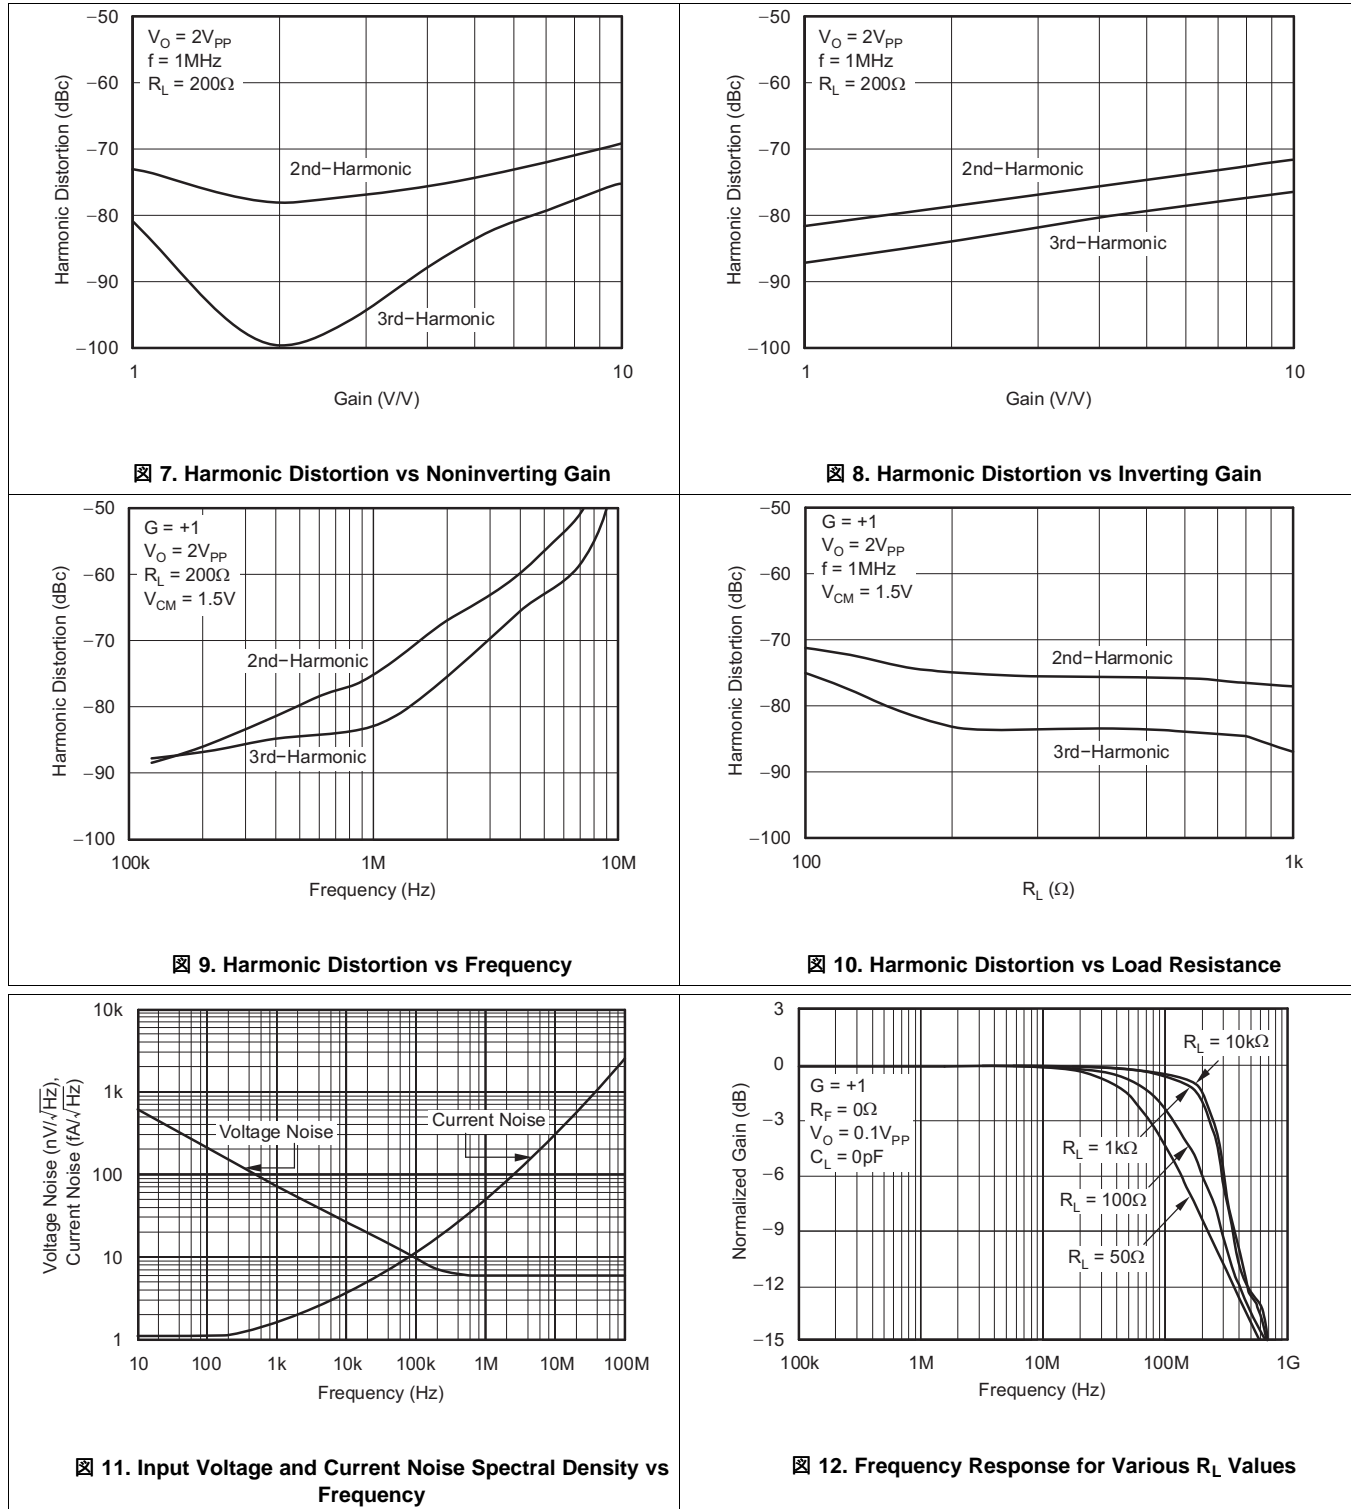 −50
−60
−70
−80
−90
−100
V_O = 2V_PP
f = 1MHz
R_L = 200Ω
2nd−Harmonic
3rd−Harmonic
1
10
Harmonic Distortion (dBc)
Gain (V/V)
図 7. Harmonic Distortion vs Noninverting Gain
−50
−60
−70
−80
−90
−100
V_O = 2V_PP
f = 1MHz
R_L = 200Ω
2nd−Harmonic
3rd−Harmonic
1
10
Harmonic Distortion (dBc)
Gain (V/V)
図 8. Harmonic Distortion vs Inverting Gain
−50
−60
−70
−80
−90
−100
G = +1
V_O = 2V_PP
R_L = 200Ω
V_CM = 1.5V
2nd−Harmonic
3rd−Harmonic
100k
1M
10M
Harmonic Distortion (dBc)
Frequency (Hz)
図 9. Harmonic Distortion vs Frequency
−50
−60
−70
−80
−90
−100
G = +1
V_O = 2V_PP
f = 1MHz
V_CM = 1.5V
2nd−Harmonic
3rd−Harmonic
100
1k
Harmonic Distortion (dBc)
R_L (Ω)
図 10. Harmonic Distortion vs Load Resistance
10k
1k
100
10
1
Voltage Noise (nV/√Hz),
Current Noise (fA/√Hz)
Voltage Noise
Current Noise
10
100
1k
10k
100k
1M
10M
100M
Frequency (Hz)
図 11. Input Voltage and Current Noise Spectral Density vs
Frequency
3
0
−3
−6
−9
−12
−15
Normalized Gain (dB)
G = +1
R_F = 0Ω
V_O = 0.1V_PP
C_L = 0pF
R_L = 10kΩ
R_L = 1kΩ
R_L = 100Ω
R_L = 50Ω
100k
1M
10M
100M
1G
Frequency (Hz)
図 12. Frequency Response for Various R_L Values